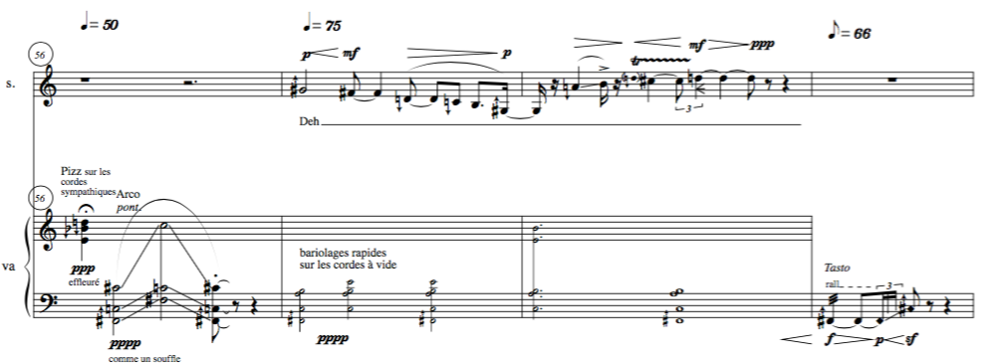 ♩= 50
♩= 75
♪= 66
56
p mf p mf ppp
s.
3
Deh
56
Pizz sur les
cordes
sympathiques
Arco
pont.
va
ppp
effleuré
bariolages rapides
sur les cordes à vide
Tasto
rall
3
pppp
comme un souffle
pppp
f p sf